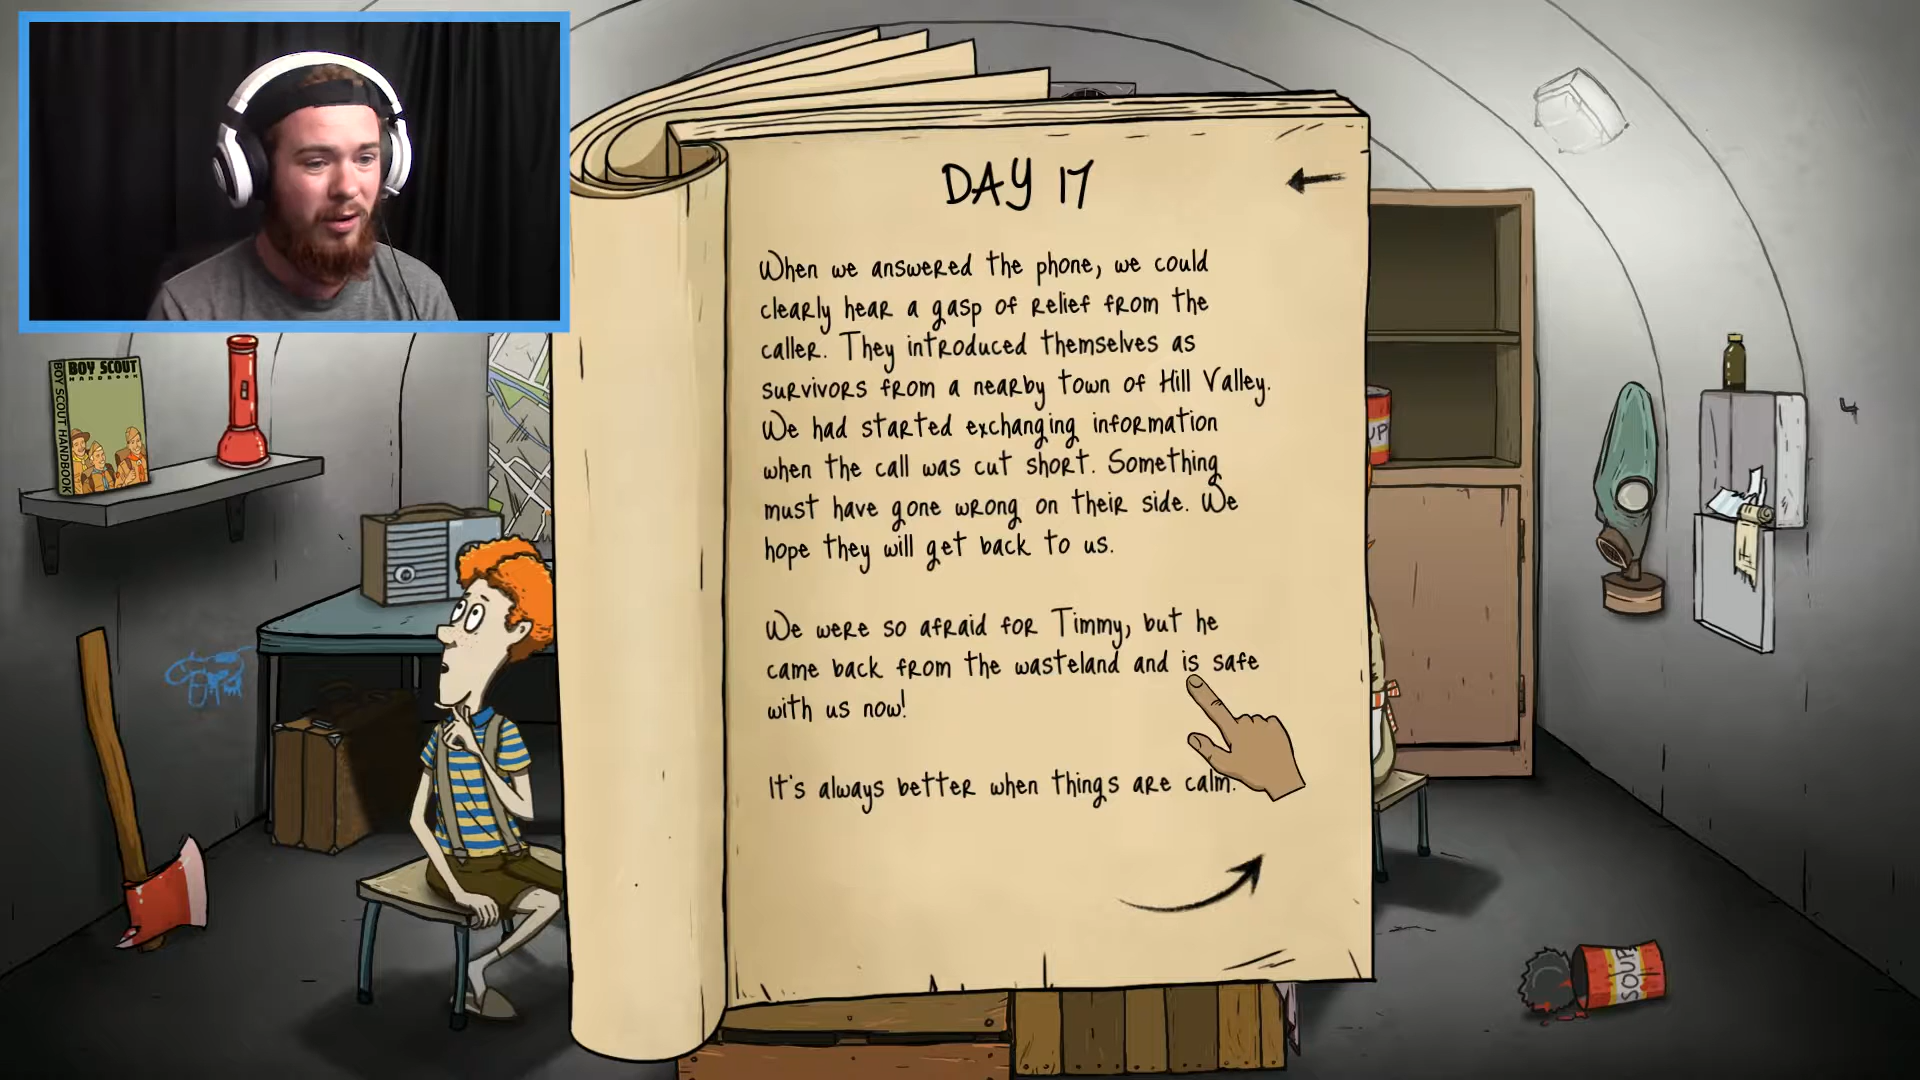 BOY SCOUT
HANDBOOK
BOY SCOUT HANDBOOK
DAY 17
When we answered the phone, we could
clearly hear a gasp of relief from the
caller. They introduced themselves as
survivors from a nearby town of Hill Valley.
We had started exchanging information
when the call was cut short. Something
must have gone wrong on their side. We
hope they will get back to us.
We were so afraid for Timmy, but he
came back from the wasteland and is safe
with us now!
It's always better when things are calm.
UP
SOUP